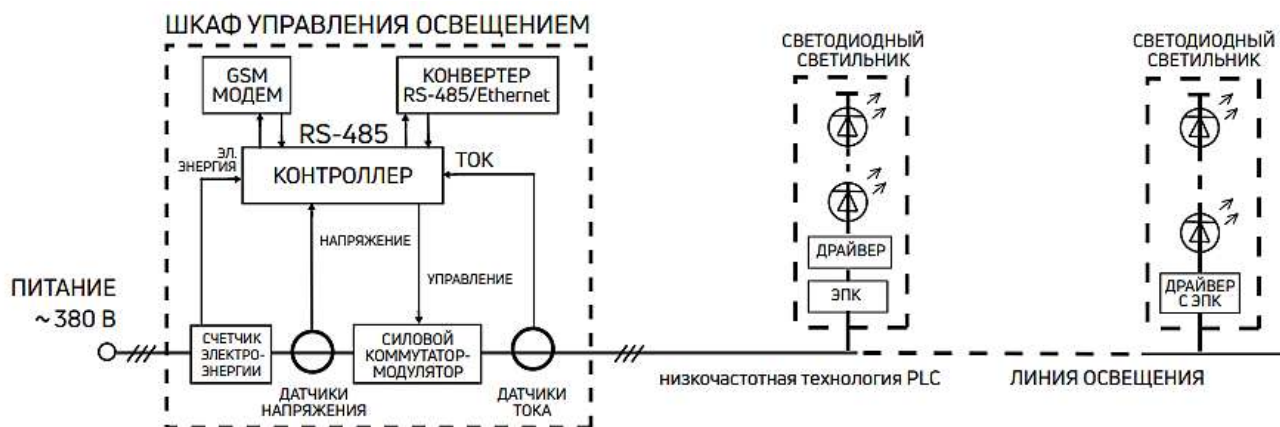 ШКАФ УПРАВЛЕНИЯ ОСВЕЩЕНИЕМ
GSM
МОДЕМ
КОНВЕРТЕР
RS-485/Ethernet
RS-485
ЭЛ.
ЭНЕРГИЯ
КОНТРОЛЛЕР
ТОК
НАПРЯЖЕНИЕ
УПРАВЛЕНИЕ
ПИТАНИЕ
~380 В
СЧЕТЧИК
ЭЛЕКТРО-
ЭНЕРГИИ
ДАТЧИКИ
НАПРЯЖЕНИЯ
СИЛОВОЙ
КОММУТАТОР-
МОДУЛЯТОР
ДАТЧИКИ
ТОКА
СВЕТОДИОДНЫЙ
СВЕТИЛЬНИК
ДРАЙВЕР
ЭПК
СВЕТОДИОДНЫЙ
СВЕТИЛЬНИК
ДРАЙВЕР
С ЭПК
низкочастотная технология PLC
ЛИНИЯ ОСВЕЩЕНИЯ